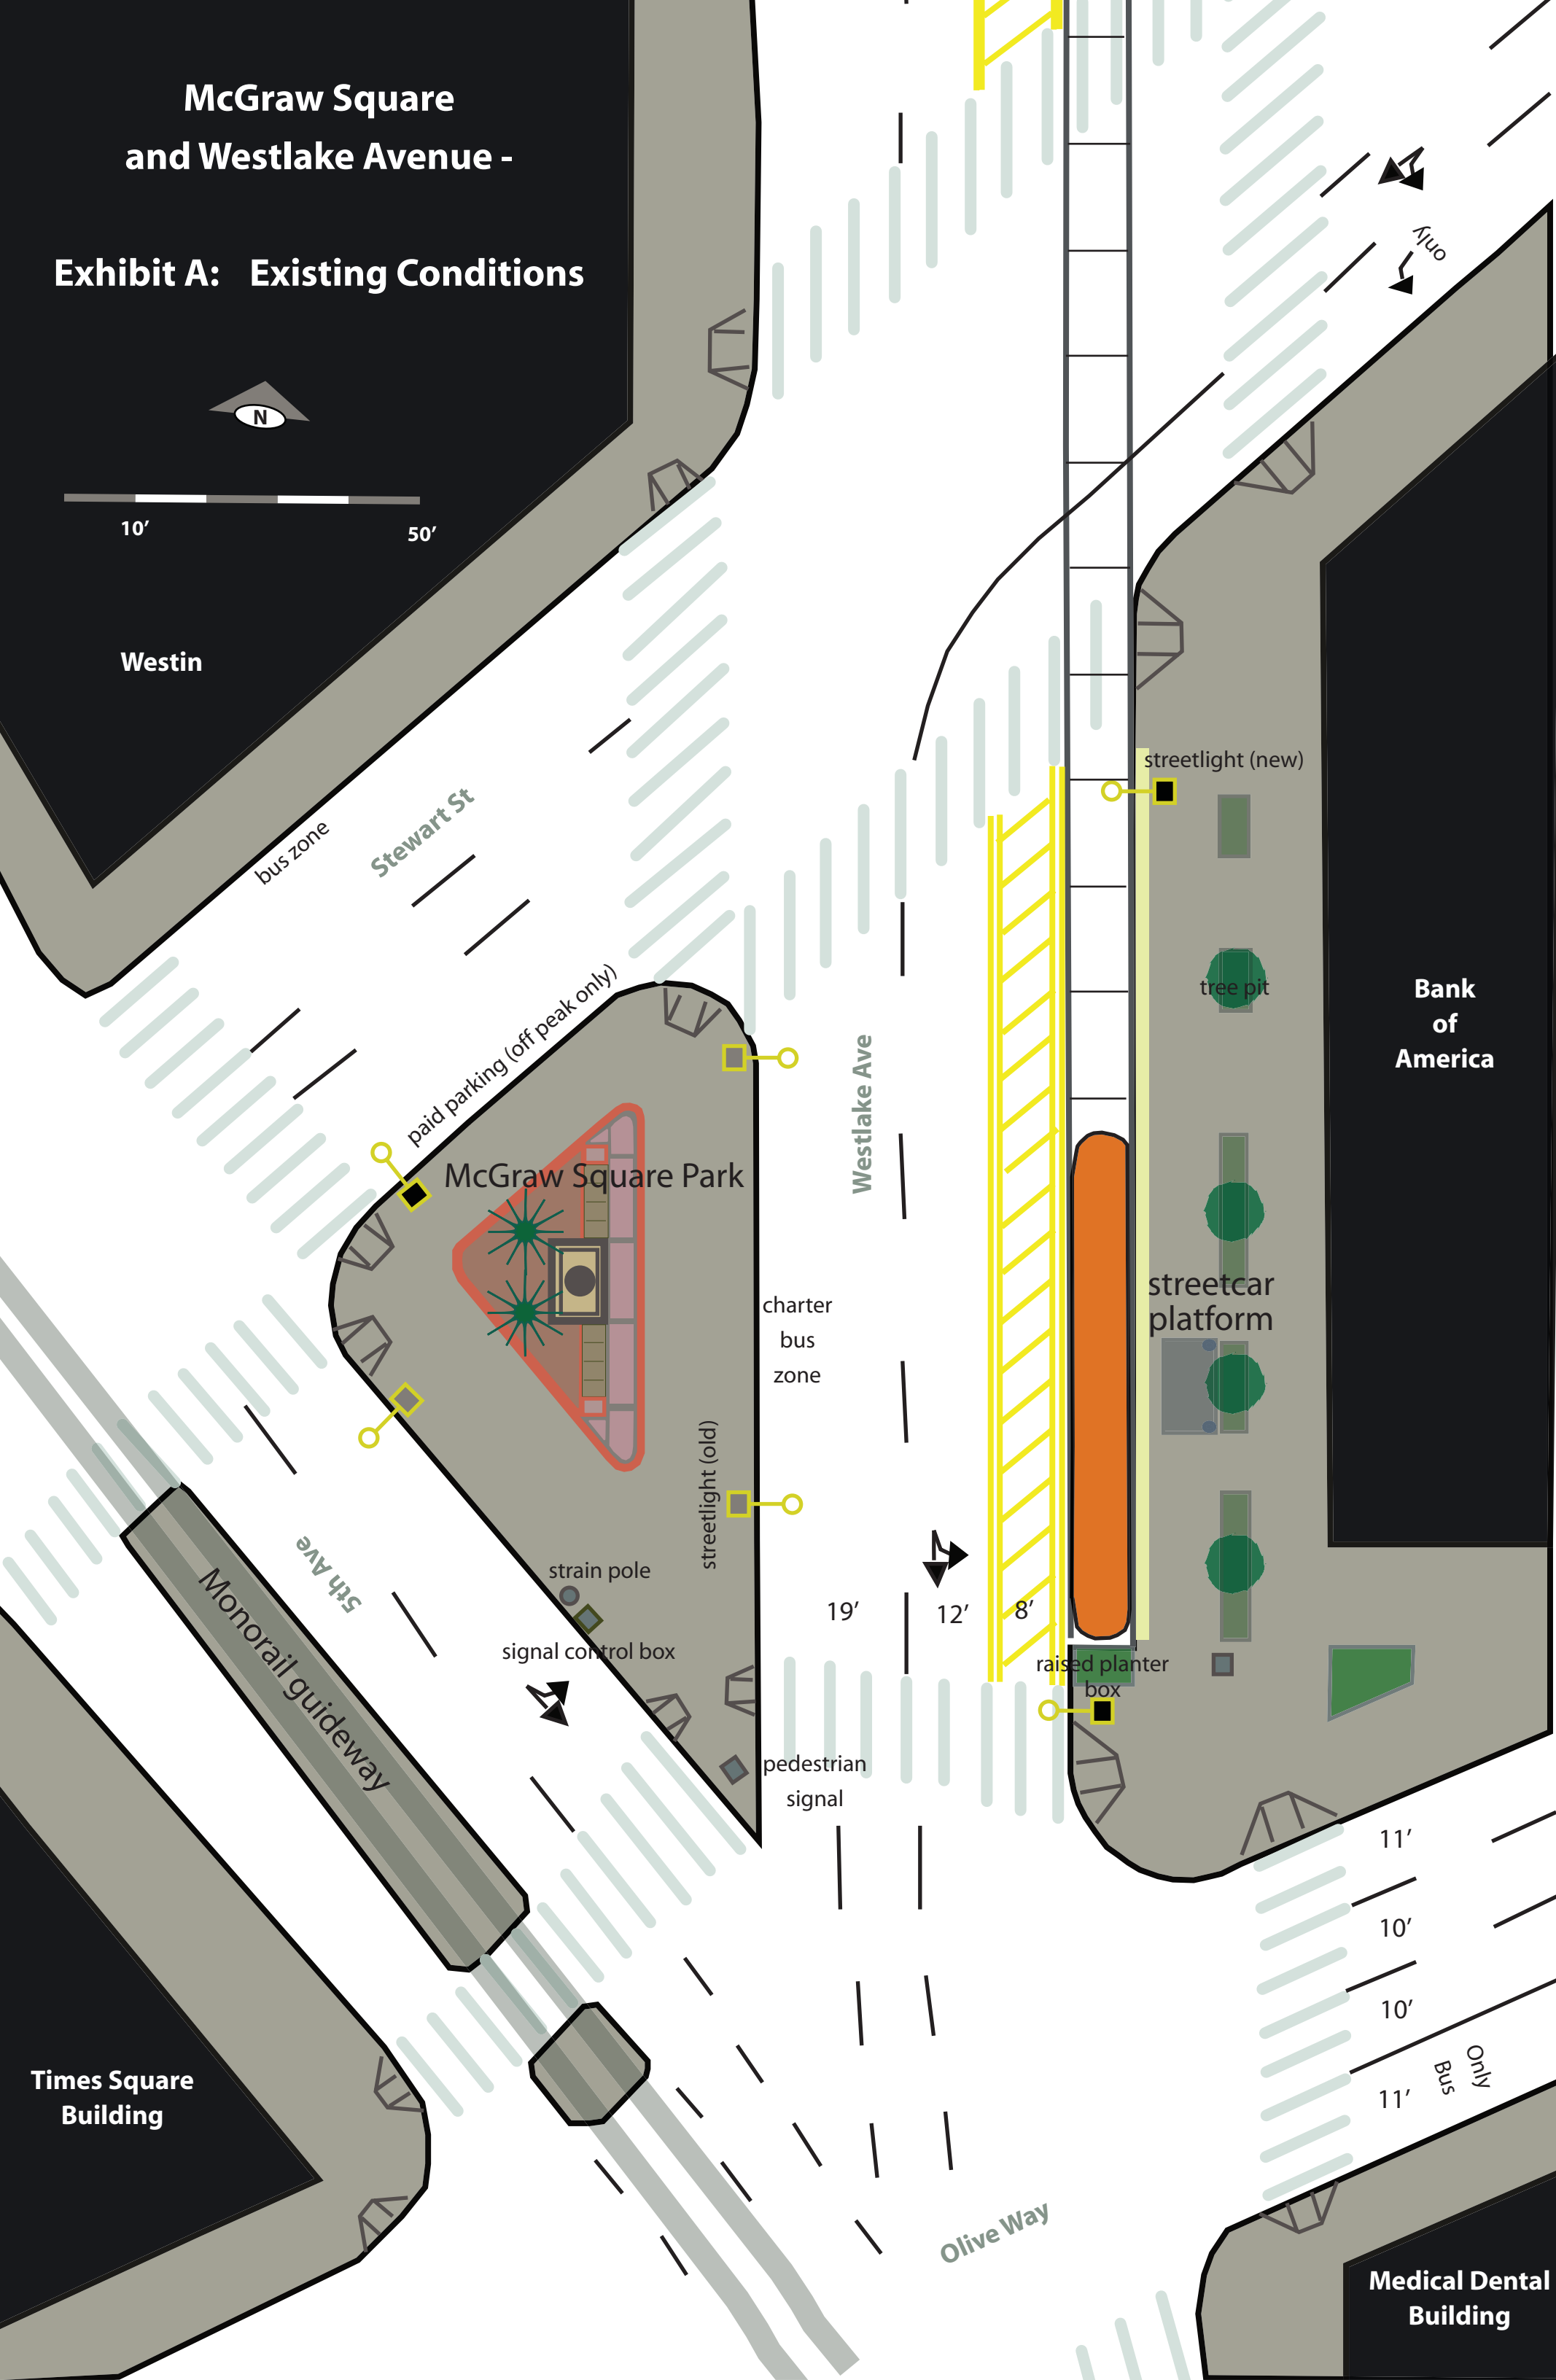 McGraw Square
and Westlake Avenue -
Exhibit A: Existing Conditions
N
10’
50’
only
Westin
streetlight (new)
bus zone
Stewart St
tree pit
Bank
of
America
paid parking (off peak only)
Westlake Ave
McGraw Square Park
streetcar
platform
charter
bus
zone
streetlight (old)
5th Ave
strain pole
signal control box
Monorail guideway
19’
12’
8’
raised planter
box
pedestrian
signal
11’
10’
10’
11’
Only
Bus
Times Square
Building
Olive Way
Medical Dental
Building